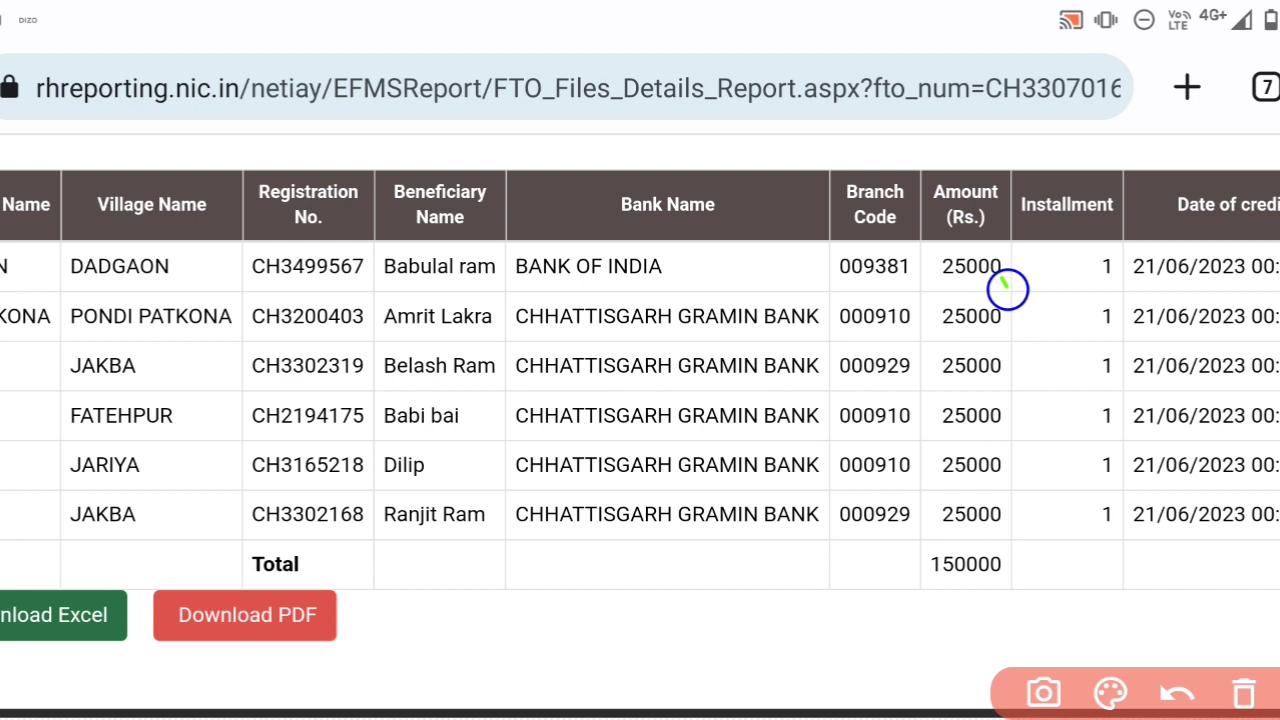 DIZO
Vo))
LTE
4G+
rhreporting.nic.in/netiay/EFMSReport/FTO_Files_Details_Report.aspx?fto_num=CH3307016
7
Name Village Name Registration No. Beneficiary Name Bank Name Branch Code Amount (Rs.) Installment Date of credi
N DADGAON CH3499567 Babulal ram BANK OF INDIA 009381 25000 1 21/06/2023 00:
KONA PONDI PATKONA CH3200403 Amrit Lakra CHHATTISGARH GRAMIN BANK 000910 25000 1 21/06/2023 00:
JAKBA CH3302319 Belash Ram CHHATTISGARH GRAMIN BANK 000929 25000 1 21/06/2023 00:
FATEHPUR CH2194175 Babi bai CHHATTISGARH GRAMIN BANK 000910 25000 1 21/06/2023 00:
JARIYA CH3165218 Dilip CHHATTISGARH GRAMIN BANK 000910 25000 1 21/06/2023 00:
JAKBA CH3302168 Ranjit Ram CHHATTISGARH GRAMIN BANK 000929 25000 1 21/06/2023 00:
Total 150000
nload Excel Download PDF